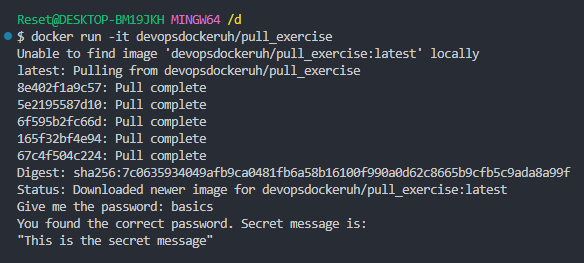 Reset@DESKTOP-BM19JKH MINGW64 /d
$ docker run -it devopsdockeruh/pull_exercise
Unable to find image 'devopsdockeruh/pull_exercise:latest' locally
latest: Pulling from devopsdockeruh/pull_exercise
8e402f1a9c57: Pull complete
5e2195587d10: Pull complete
6f595b2fc66d: Pull complete
165f32bf4e94: Pull complete
67c4f504c224: Pull complete
Digest: sha256:7c0635934049afb9ca0481fb6a58b16100f990a0d62c8665b9cfb5c9ada8a99f
Status: Downloaded newer image for devopsdockeruh/pull_exercise:latest
Give me the password: basics
You found the correct password. Secret message is:
"This is the secret message"